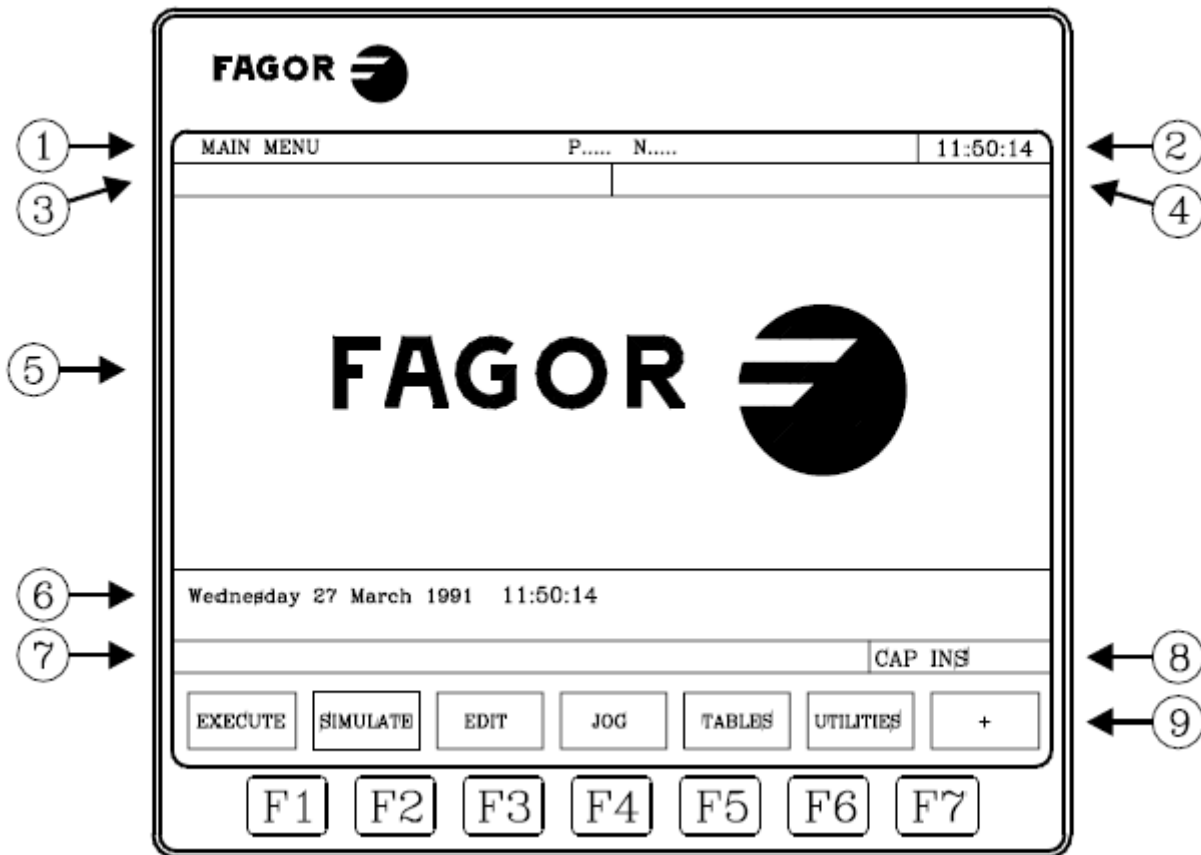 FAGOR
1 MAIN MENU P..... N..... 11:50:14 2
3 4
5 FAGOR
6 Wednesday 27 March 1991 11:50:14
7 CAP INS 8
EXECUTE SIMULATE EDIT JOG TABLES UTILITIES + 9
F1 F2 F3 F4 F5 F6 F7